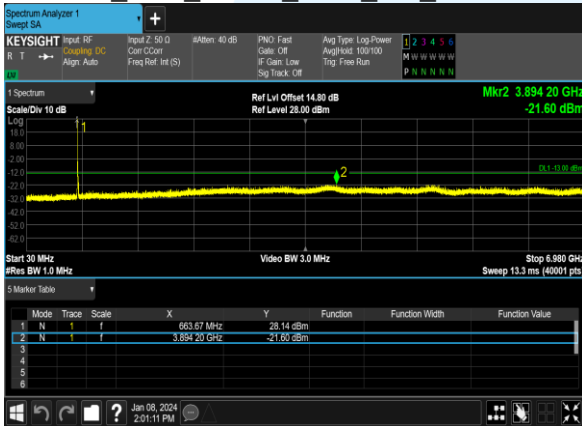 Spectrum Analyzer 1
Swept SA
+
KEYSIGHT
R T
Input: RF
Coupling: DC
Align: Auto
Input Z: 50 Ω
Corr CCorr
Freq Ref: Int (S)
#Atten: 40 dB
PNO: Fast
Gate: Off
IF Gain: Low
Sig Track: Off
Avg Type: Log-Power
Avg|Hold: 100/100
Trig: Free Run
1 2 3 4 5 6
M W W W W W
P N N N N N
LVI
1 Spectrum
Scale/Div 10 dB
Ref Lvl Offset 14.80 dB
Ref Level 28.00 dBm
Mkr2 3.894 20 GHz
-21.60 dBm
Log
18.0
8.00
-2.00
-12.0
-22.0
-32.0
-42.0
-52.0
-62.0
1
2
DL1 -13.00 dBm
Start 30 MHz
#Res BW 1.0 MHz
Video BW 3.0 MHz
Stop 6.980 GHz
Sweep 13.3 ms (40001 pts
5 Marker Table
Mode Trace Scale X Y Function Function Width Function Value
1 N 1 f 663.67 MHz 28.14 dBm
2 N 1 f 3.894 20 GHz -21.60 dBm
3
4
5
6
?
Jan 08, 2024
2:01:11 PM